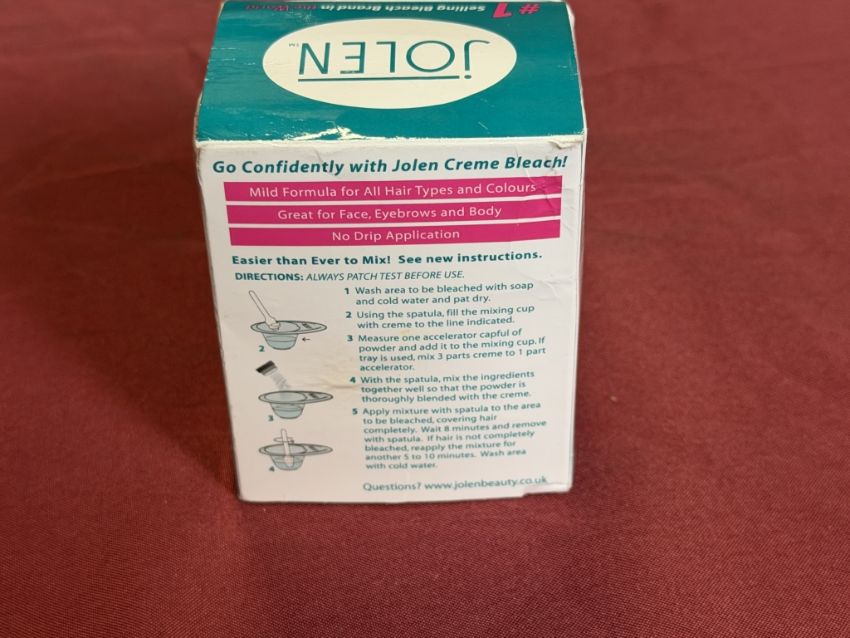 #1 Selling Bleach Brand in the World
JOLEN™
Go Confidently with Jolen Creme Bleach!
Mild Formula for All Hair Types and Colours
Great for Face, Eyebrows and Body
No Drip Application
Easier than Ever to Mix! See new instructions.
DIRECTIONS: ALWAYS PATCH TEST BEFORE USE.
1 Wash area to be bleached with soap
and cold water and pat dry.
2 Using the spatula, fill the mixing cup
with creme to the line indicated.
3 Measure one accelerator capful of
powder and add it to the mixing cup. If
tray is used, mix 3 parts creme to 1 part
accelerator.
4 With the spatula, mix the ingredients
together well so that the powder is
thoroughly blended with the creme.
5 Apply mixture with spatula to the area
to be bleached, covering hair
completely. Wait 8 minutes and remove
with spatula. If hair is not completely
bleached, reapply the mixture for
another 5 to 10 minutes. Wash area
with cold water.
2
3
4
Questions? www.jolenbeauty.co.uk